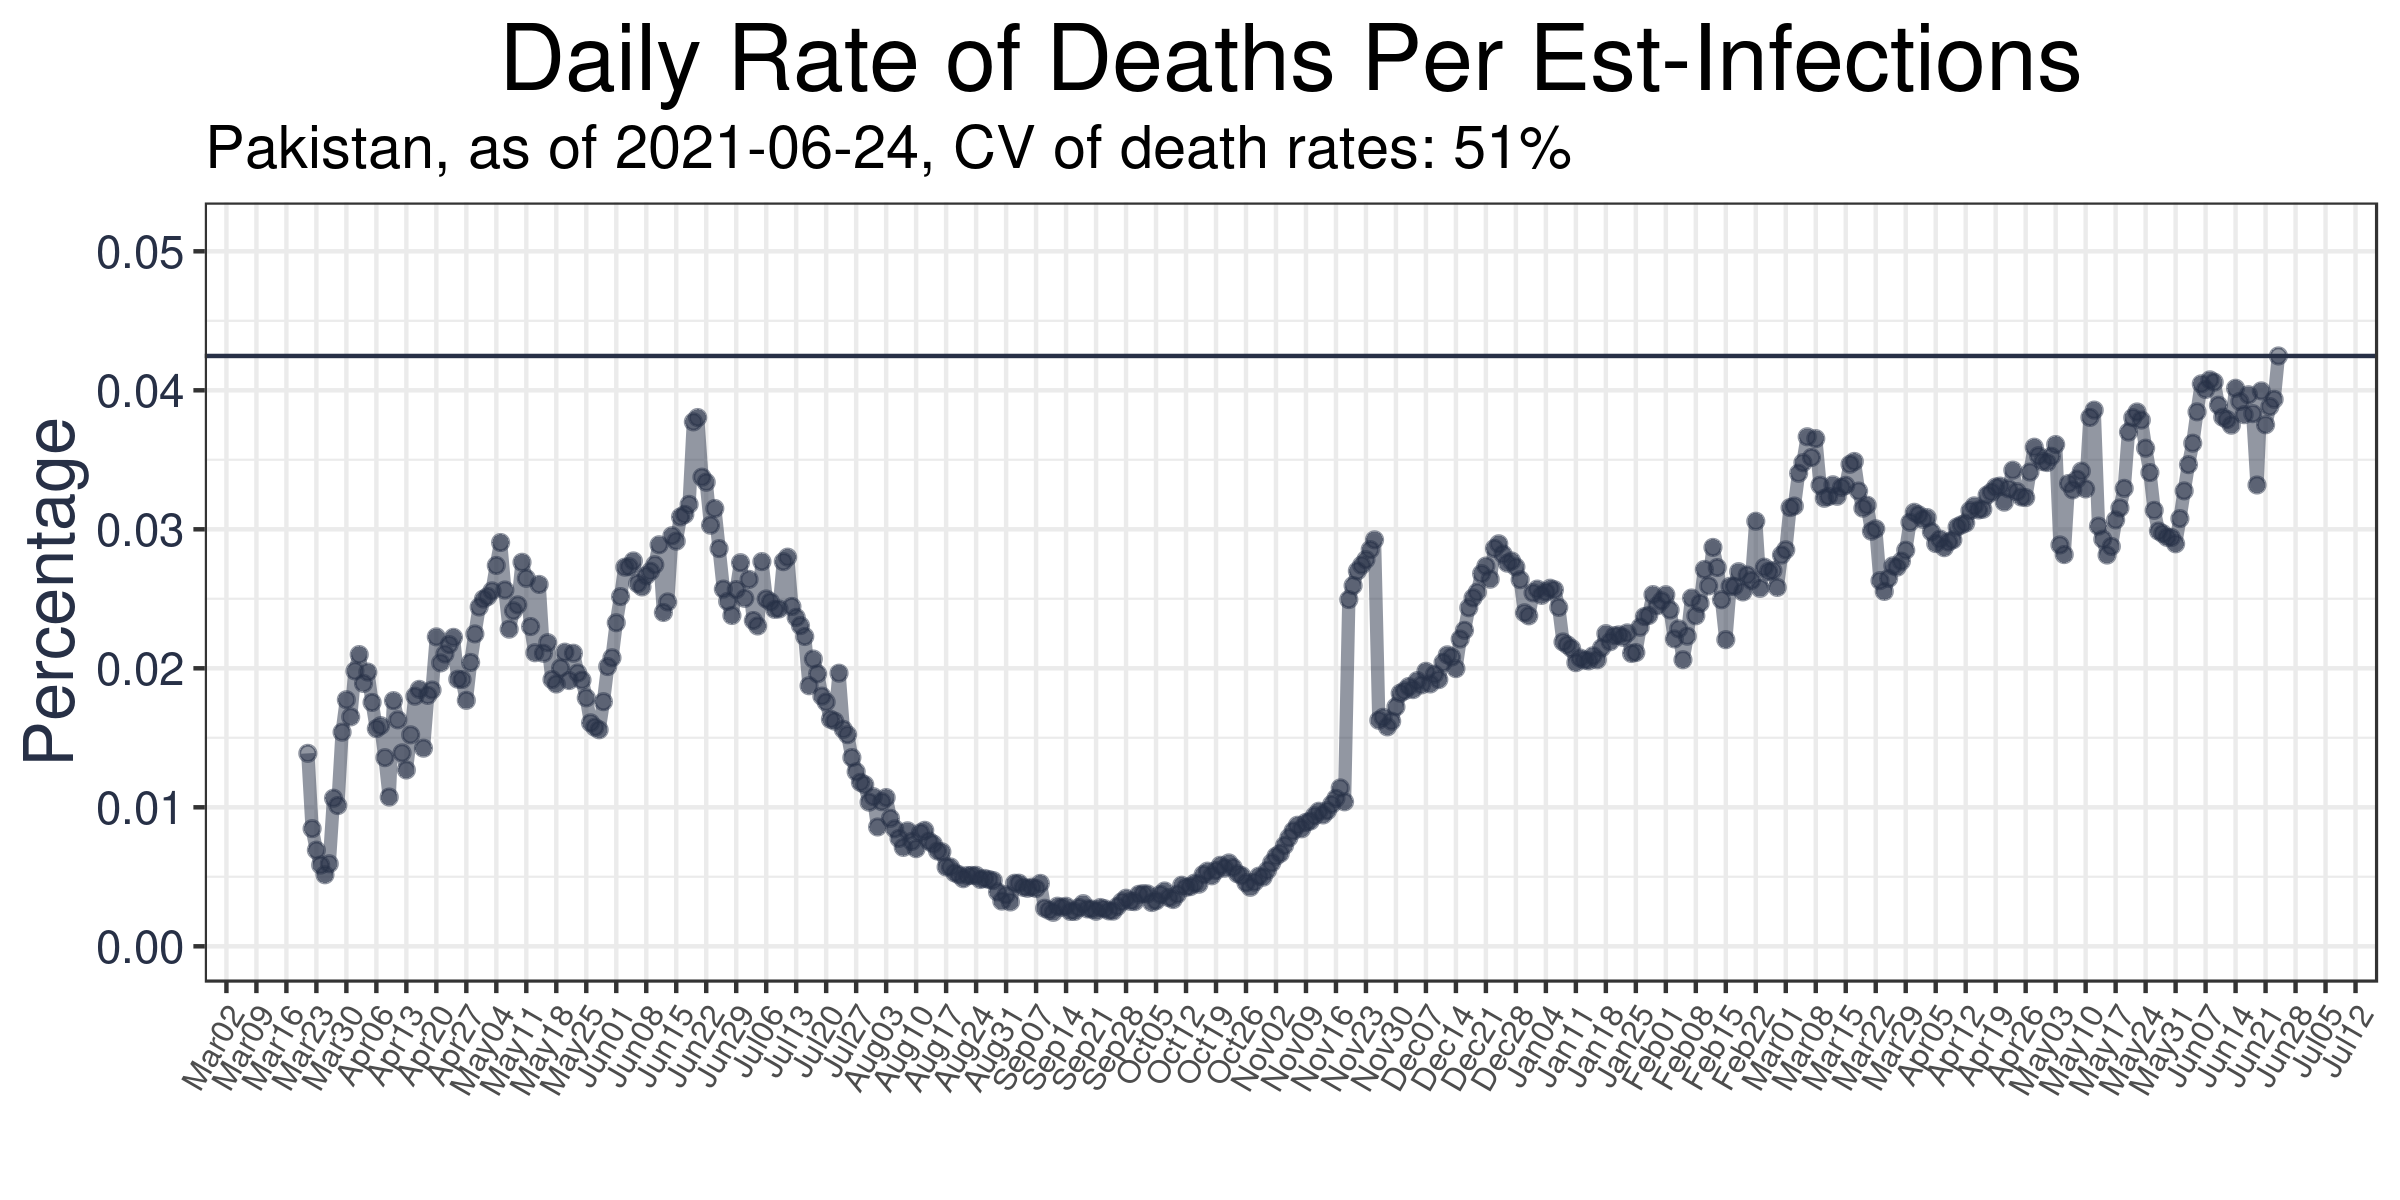 Daily Rate of Deaths Per Est-Infections
Pakistan, as of 2021-06-24, CV of death rates: 51%
Percentage
0.05
0.04
0.03
0.02
0.01
0.00
Mar02
Mar09
Mar16
Mar23
Mar30
Apr06
Apr13
Apr20
Apr27
May04
May11
May18
May25
Jun01
Jun08
Jun15
Jun22
Jun29
Jul06
Jul13
Jul20
Jul27
Aug03
Aug10
Aug17
Aug24
Aug31
Sep07
Sep14
Sep21
Sep28
Oct05
Oct12
Oct19
Oct26
Nov02
Nov09
Nov16
Nov23
Nov30
Dec07
Dec14
Dec21
Dec28
Jan04
Jan11
Jan18
Jan25
Feb01
Feb08
Feb15
Feb22
Mar01
Mar08
Mar15
Mar22
Mar29
Apr05
Apr12
Apr19
Apr26
May03
May10
May17
May24
May31
Jun07
Jun14
Jun21
Jun28
Jul05
Jul12